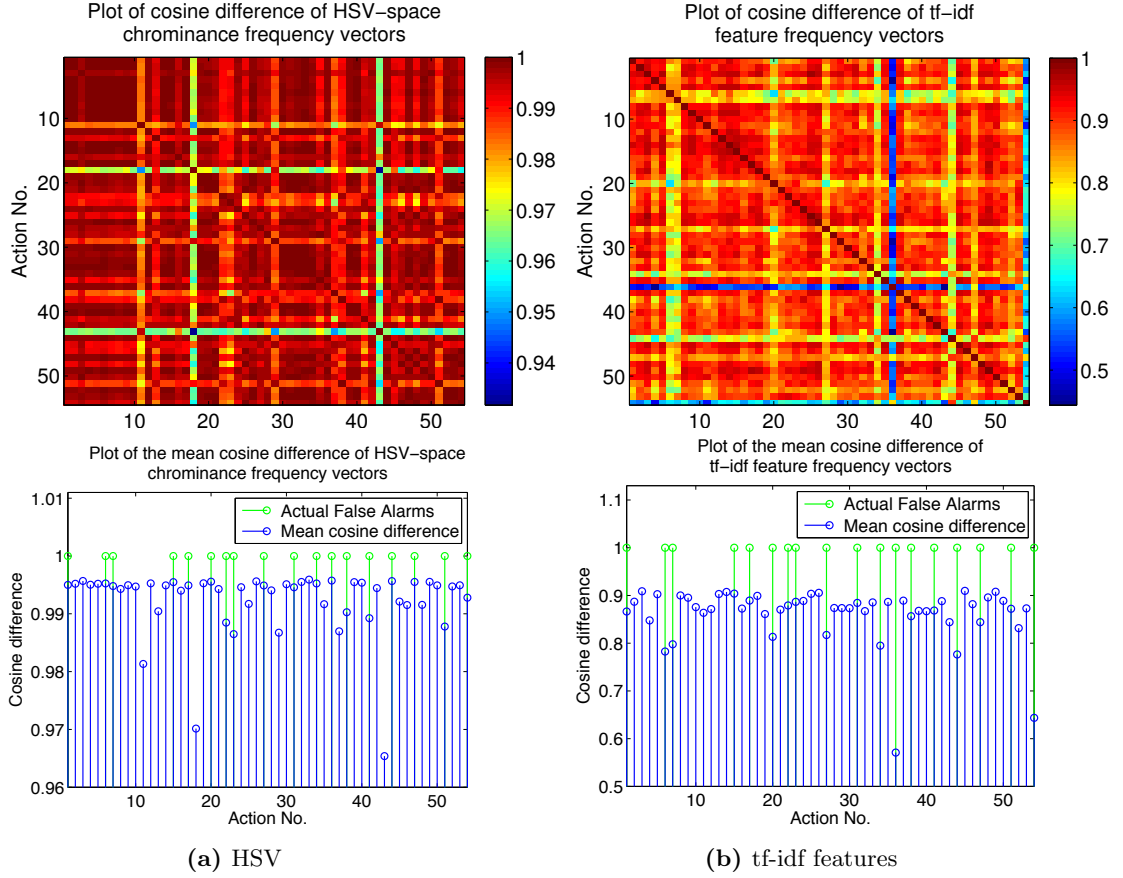 Plot of cosine difference of HSV-space
chrominance frequency vectors
Action No.
10
20
30
40
50
10 20 30 40 50
1
0.99
0.98
0.97
0.96
0.95
0.94
Plot of cosine difference of tf-idf
feature frequency vectors
Action No.
10
20
30
40
50
10 20 30 40 50
1
0.9
0.8
0.7
0.6
0.5
Plot of the mean cosine difference of HSV-space
chrominance frequency vectors
Cosine difference
1.01
1
0.99
0.98
0.97
0.96
Actual False Alarms
Mean cosine difference
10 20 30 40 50
Action No.
Plot of the mean cosine difference of
tf-idf feature frequency vectors
Cosine difference
1.1
1
0.9
0.8
0.7
0.6
0.5
Actual False Alarms
Mean cosine difference
10 20 30 40 50
Action No.
(a) HSV
(b) tf-idf features